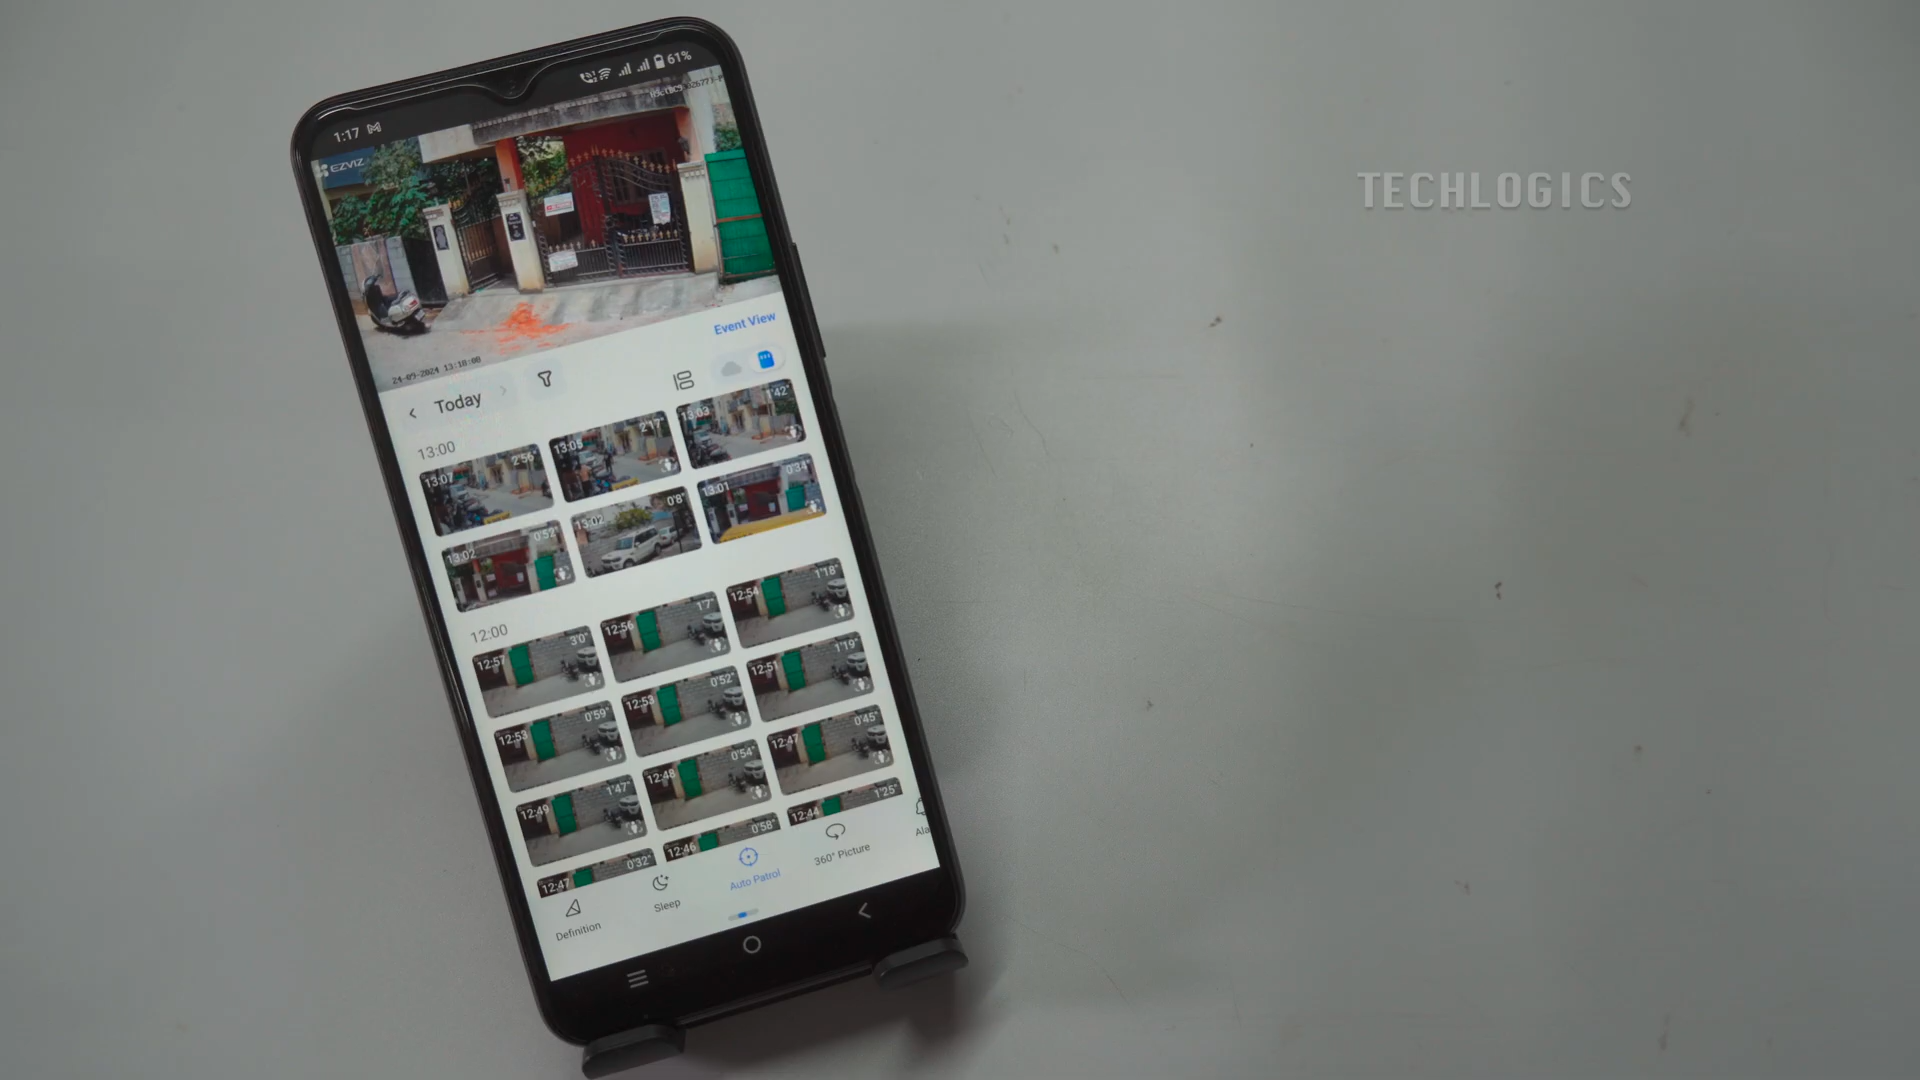 1:17
61%
TECHLOGICS
EZVIZ
24-09-2024 13:18:00
Event View
Today
13:00
13:07 2'56"
13:05 2'17"
13:03 1'42"
13:02 0'52"
13:02 0'8"
13:01 0'34"
12:00
12:57 3'0"
12:56 1'7"
12:54 1'18"
12:53 0'59"
12:53 0'52"
12:51 1'19"
12:49 1'47"
12:48 0'54"
12:47 0'45"
12:47 0'32"
12:46 0'58"
12:44 1'25"
Definition
Sleep
Auto Patrol
360° Picture
Ala